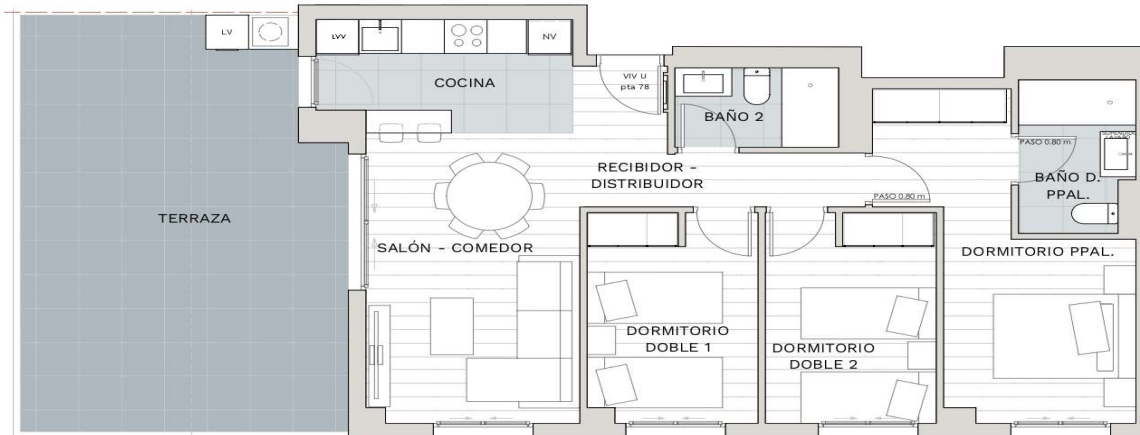 LV
LVV
NV
COCINA
VIV U
pta 78
BAÑO 2
PASO 0.80 m
RECIBIDOR -
DISTRIBUIDOR
BAÑO D.
PPAL.
PASO 0.80 m
TERRAZA
SALÓN - COMEDOR
DORMITORIO PPAL.
DORMITORIO
DOBLE 1
DORMITORIO
DOBLE 2